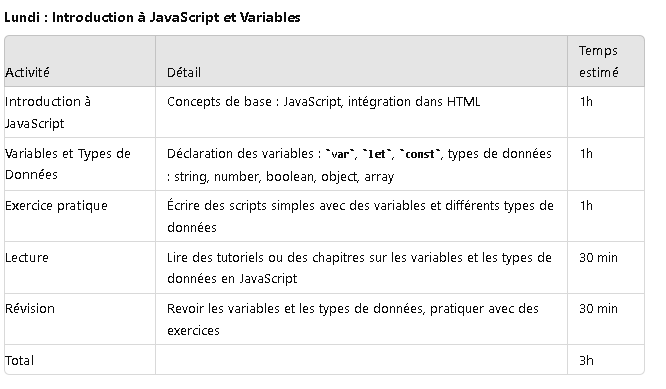 Lundi : Introduction à JavaScript et Variables
Activité Détail Temps estimé
Introduction à JavaScript Concepts de base : JavaScript, intégration dans HTML 1h
Variables et Types de Données Déclaration des variables : `var`, `let`, `const`, types de données : string, number, boolean, object, array 1h
Exercice pratique Écrire des scripts simples avec des variables et différents types de données 1h
Lecture Lire des tutoriels ou des chapitres sur les variables et les types de données en JavaScript 30 min
Révision Revoir les variables et les types de données, pratiquer avec des exercices 30 min
Total 3h